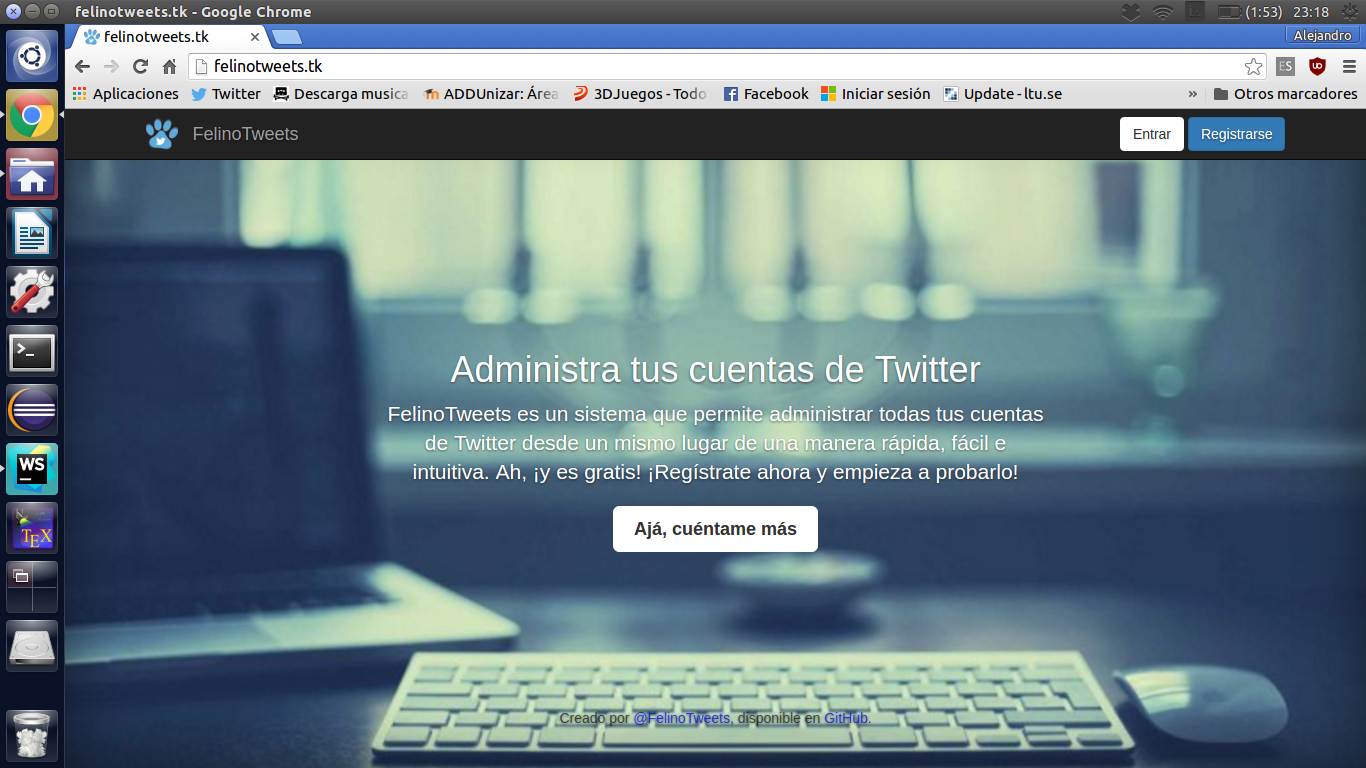 felinotweets.tk - Google Chrome
(1:53) 23:18
felinotweets.tk
Alejandro
felinotweets.tk
ES
Aplicaciones Twitter Descarga musica ADDUnizar: Área 3DJuegos - Todo Facebook Iniciar sesión Update - ltu.se » Otros marcadores
FelinoTweets Entrar Registrarse
>_
WS
TEX
Administra tus cuentas de Twitter
FelinoTweets es un sistema que permite administrar todas tus cuentas
de Twitter desde un mismo lugar de una manera rápida, fácil e
intuitiva. Ah, ¡y es gratis! ¡Regístrate ahora y empieza a probarlo!
Ajá, cuéntame más
Creado por @FelinoTweets, disponible en GitHub.